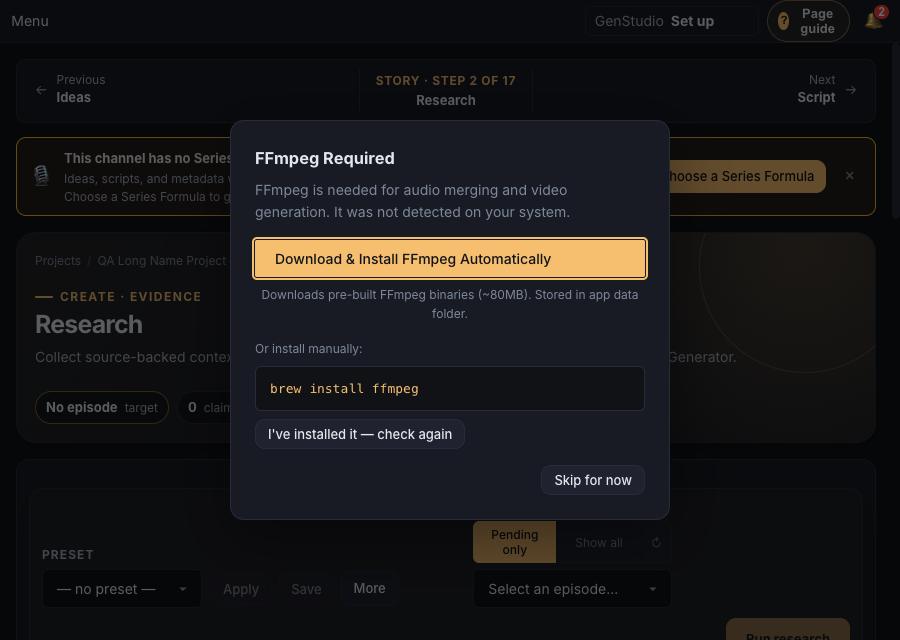 Menu
GenStudio Set up
?
Page guide
2
Previous
Ideas
STORY · STEP 2 OF 17
Research
Next
Script
This channel has no Series
Ideas, scripts, and metadata
Choose a Series Formula to
hoose a Series Formula
×
Projects / QA Long Name Project
CREATE · EVIDENCE
Research
Collect source-backed
Generator.
No episode target
0
FFmpeg Required
FFmpeg is needed for audio merging and video
generation. It was not detected on your system.
Download & Install FFmpeg Automatically
Downloads pre-built FFmpeg binaries (~80MB). Stored in app data
folder.
Or install manually:
brew install ffmpeg
I've installed it — check again
Skip for now
PRESET
— no preset —
Apply
Save
More
Pending
only
Show all
Select an episode...
Run research